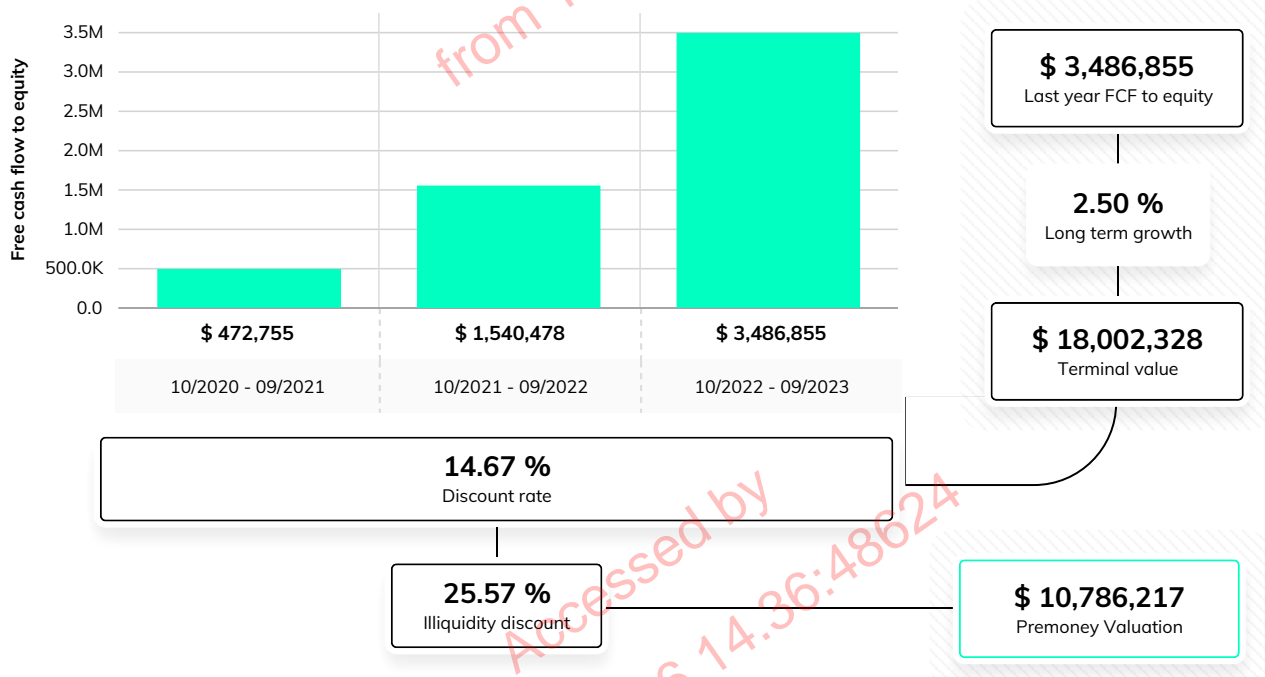 Free cash flow to equity
3.5M
3.0M
2.5M
2.0M
1.5M
1.0M
500.0K
0.0
$ 472,755
$ 1,540,478
$ 3,486,855
10/2020 - 09/2021
10/2021 - 09/2022
10/2022 - 09/2023
$ 3,486,855
Last year FCF to equity
2.50 %
Long term growth
$ 18,002,328
Terminal value
14.67 %
Discount rate
25.57 %
Illiquidity discount
$ 10,786,217
Premoney Valuation
from
Accessed by
14.36:48624